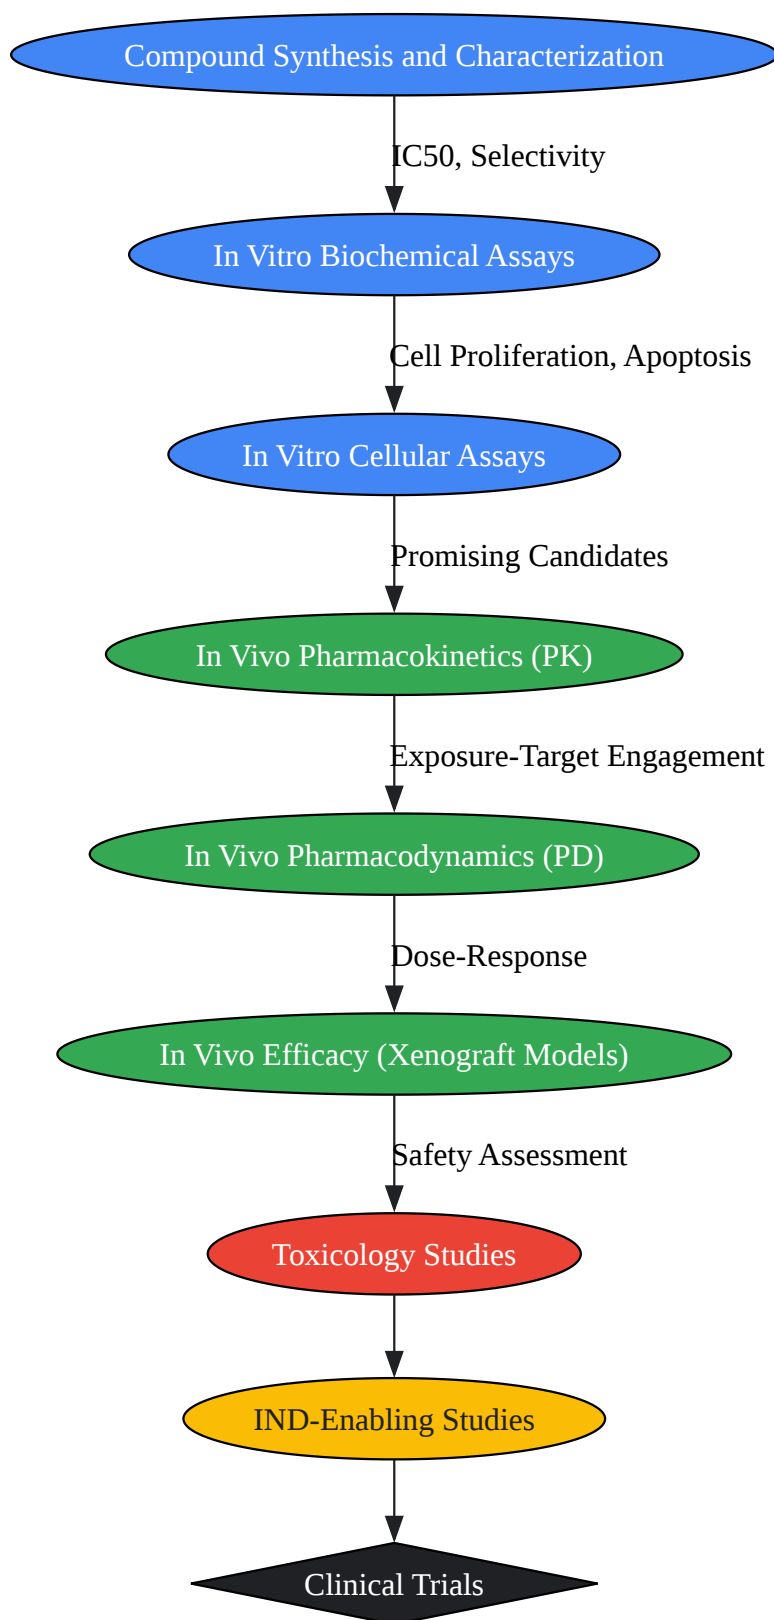 Compound Synthesis and Characterization
IC50, Selectivity
In Vitro Biochemical Assays
Cell Proliferation, Apoptosis
In Vitro Cellular Assays
Promising Candidates
In Vivo Pharmacokinetics (PK)
Exposure-Target Engagement
In Vivo Pharmacodynamics (PD)
Dose-Response
In Vivo Efficacy (Xenograft Models)
Safety Assessment
Toxicology Studies
IND-Enabling Studies
Clinical Trials